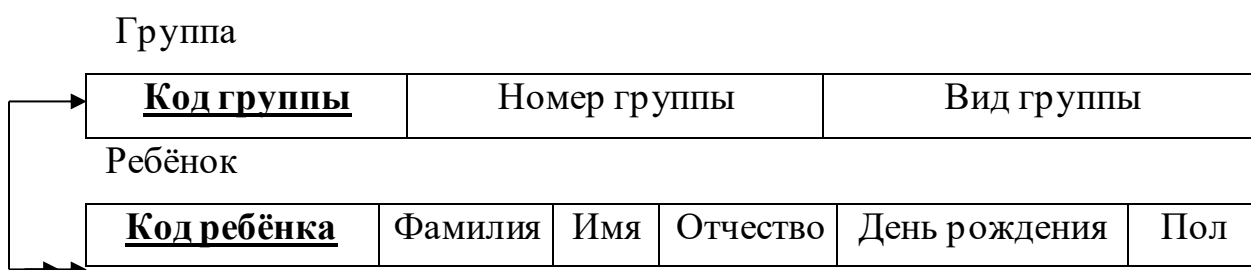 Группа
Код группы Номер группы Вид группы
Ребёнок
Код ребёнка Фамилия Имя Отчество День рождения Пол